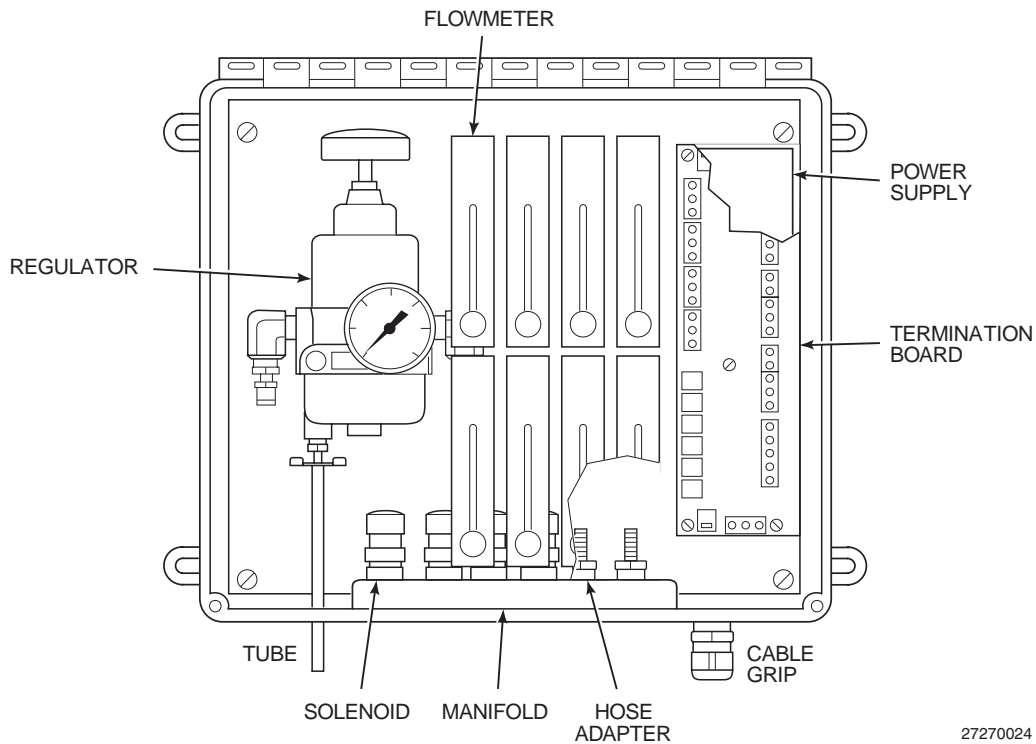 FLOWMETER
POWER
SUPPLY
REGULATOR
TERMINATION
BOARD
TUBE
CABLE
GRIP
SOLENOID
MANIFOLD
HOSE
ADAPTER
27270024